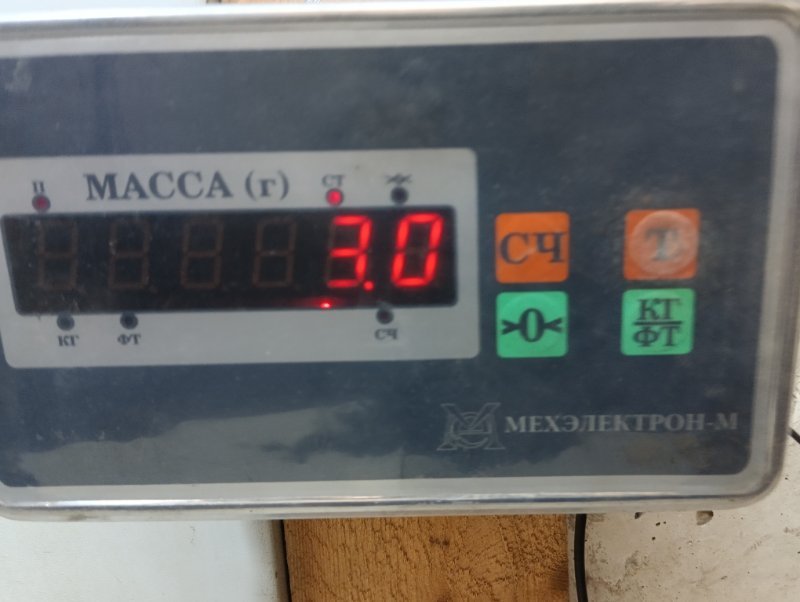 П МАССА (г) СТ >|<
3.0
КГ ФТ СЧ
СЧ Т
>0< КГ/ФТ
МЕХЭЛЕКТРОН-М